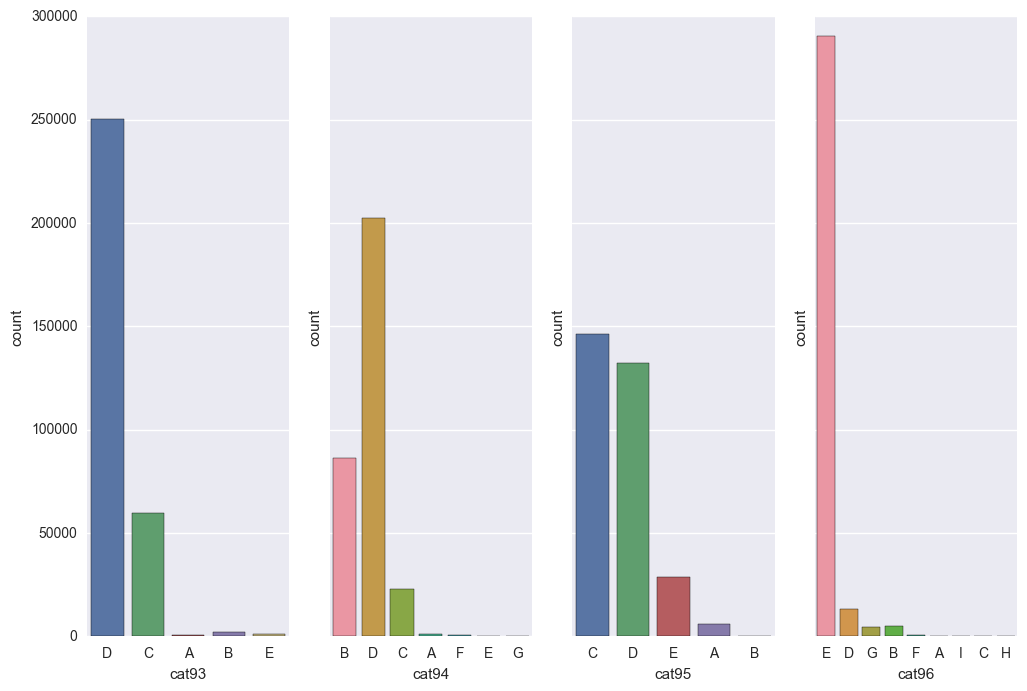 300000
250000
200000
150000
100000
50000
0
count
count
count
count
D C A B E
B D C A F E G
C D E A B
E D G B F A I C H
cat93
cat94
cat95
cat96